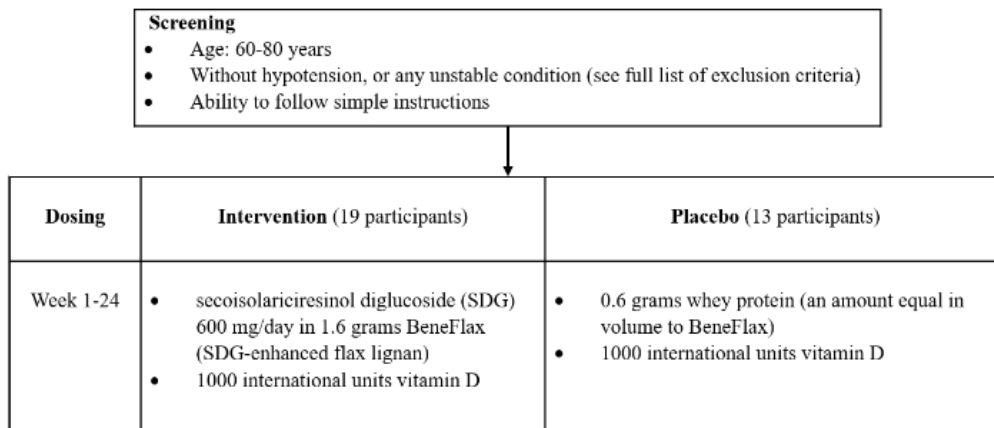 Screening
• Age: 60-80 years
• Without hypotension, or any unstable condition (see full list of exclusion criteria)
• Ability to follow simple instructions
Dosing
Intervention (19 participants)
Placebo (13 participants)
Week 1-24
• secoisolariciresinol diglucoside (SDG)
600 mg/day in 1.6 grams BeneFlax
(SDG-enhanced flax lignan)
• 1000 international units vitamin D
• 0.6 grams whey protein (an amount equal in
volume to BeneFlax)
• 1000 international units vitamin D